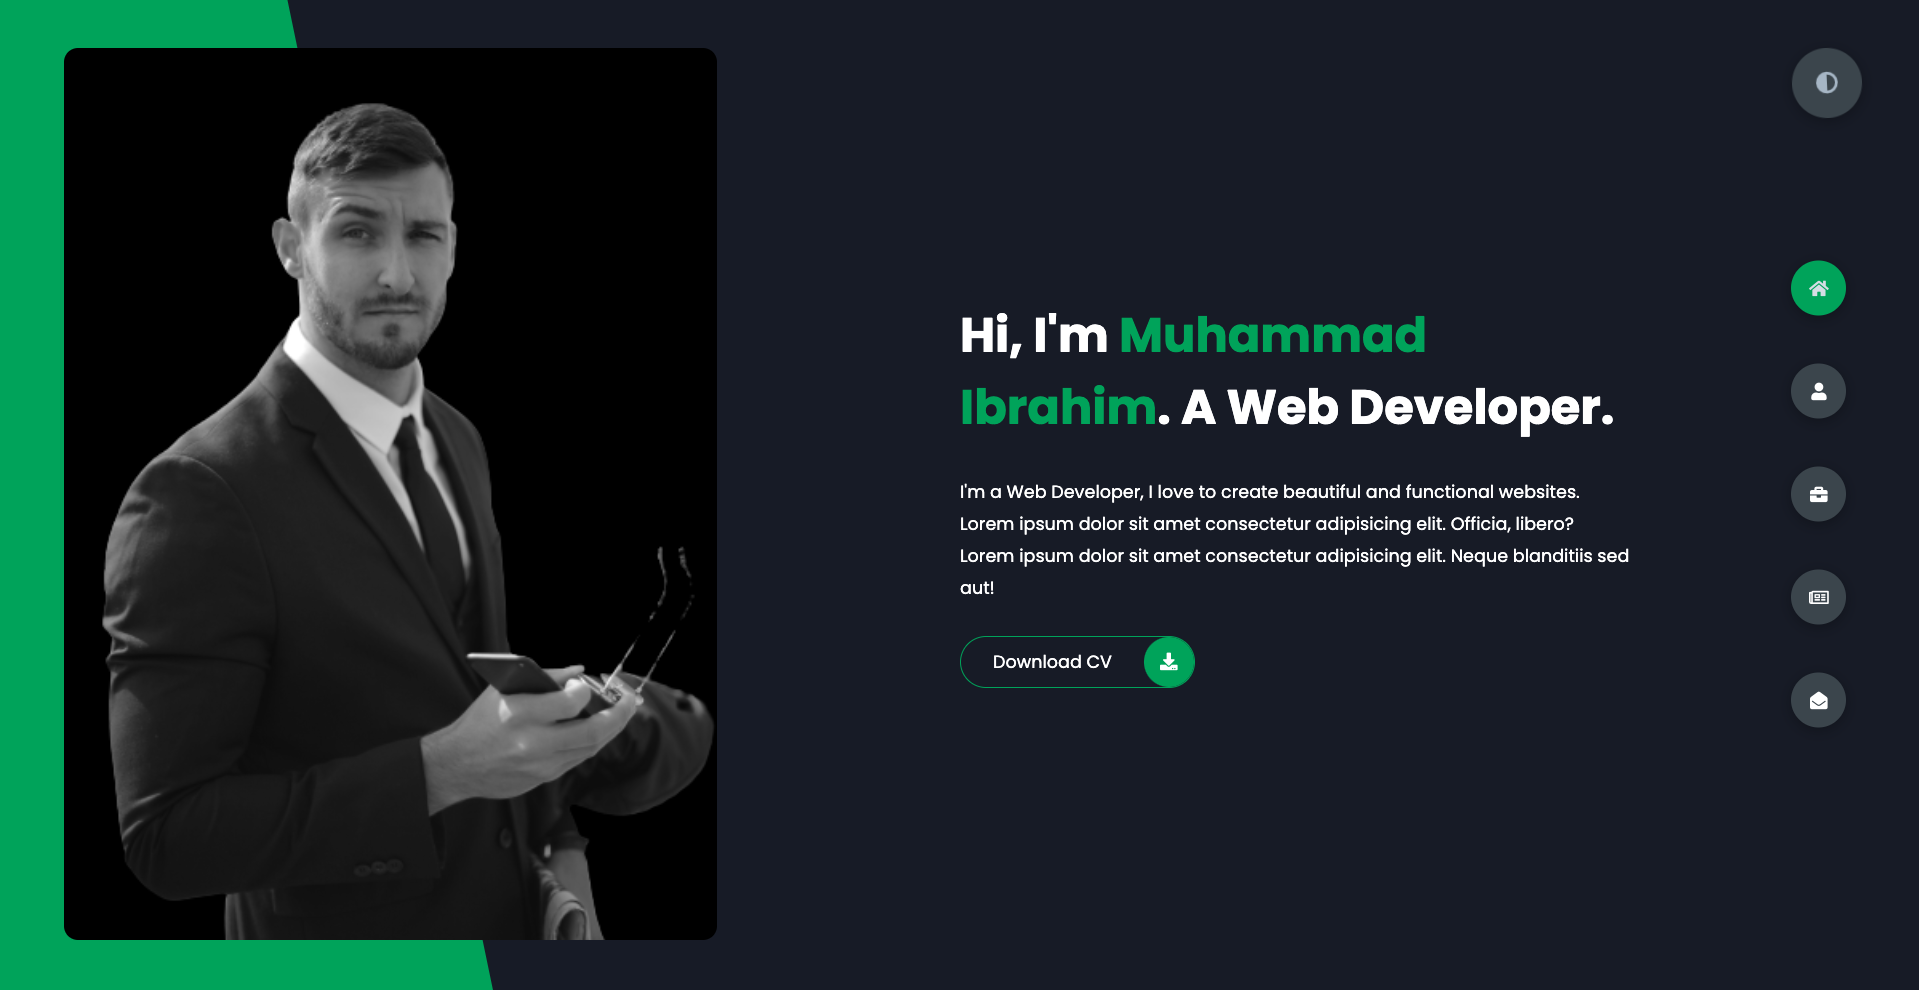 Hi, I'm Muhammad
Ibrahim. A Web Developer.
I'm a Web Developer, I love to create beautiful and functional websites.
Lorem ipsum dolor sit amet consectetur adipisicing elit. Officia, libero?
Lorem ipsum dolor sit amet consectetur adipisicing elit. Neque blanditiis sed
aut!
Download CV